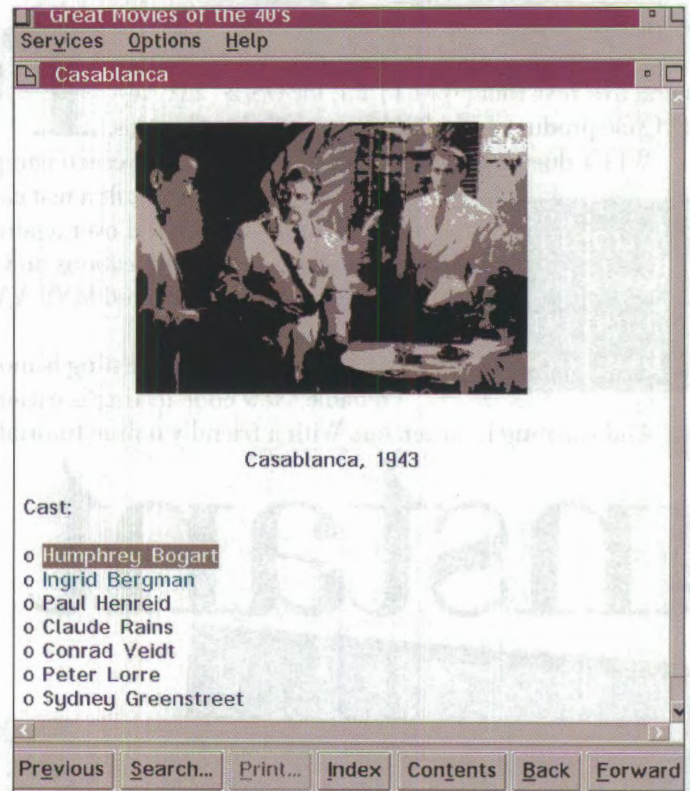 Great Movies of the 40's
Services Options Help
Casablanca
Casablanca, 1943
Cast:
o Humphrey Bogart
o Ingrid Bergman
o Paul Henreid
o Claude Rains
o Conrad Veidt
o Peter Lorre
o Sydney Greenstreet
Previous Search... Print... Index Contents Back Forward